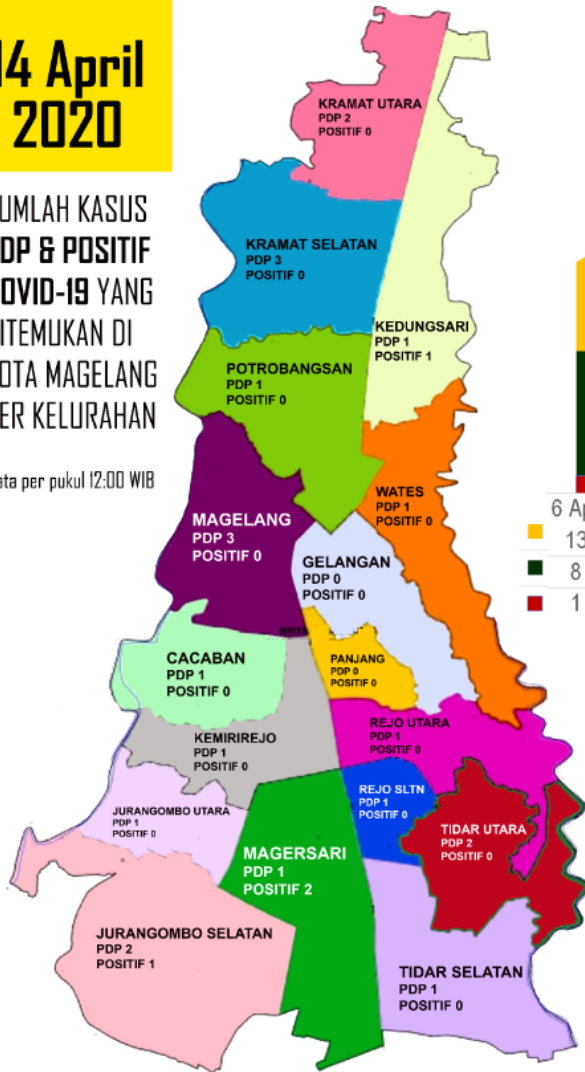 14 April
2020
UMLAH KASUS
DP & POSITIF
OVID-19 YANG
ITEMUKAN DI
OTA MAGELANG
ER KELURAHAN
ata per pukul 12:00 WIB
KRAMAT UTARA
PDP 2
POSITIF 0
KRAMAT SELATAN
PDP 3
POSITIF 0
KEDUNGSARI
PDP 1
POSITIF 1
POTROBANGSAN
PDP 1
POSITIF 0
WATES
PDP 1
POSITIF 0
MAGELANG
PDP 3
POSITIF 0
GELANGAN
PDP 0
POSITIF 0
6 Ap
13
8
1
CACABAN
PDP 1
POSITIF 0
PANJANG
PDP 0
POSITIF 0
KEMIRIREJO
PDP 1
POSITIF 0
REJO UTARA
PDP 1
POSITIF 0
REJO SLTN
PDP 1
POSITIF 0
JURANGOMBO UTARA
PDP 1
POSITIF 0
TIDAR UTARA
PDP 2
POSITIF 0
MAGERSARI
PDP 1
POSITIF 2
JURANGOMBO SELATAN
PDP 2
POSITIF 1
TIDAR SELATAN
PDP 1
POSITIF 0